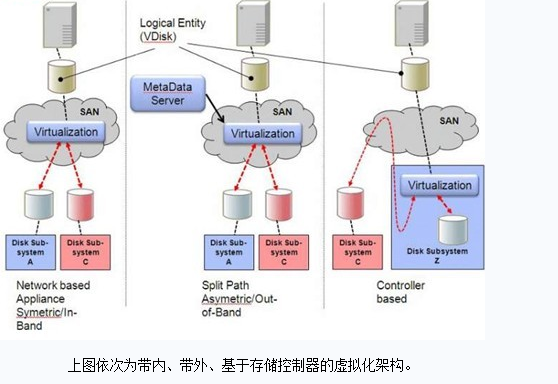 Logical Entity
(VDisk)
MetaData
Server
SAN
Virtualization
SAN
Virtualization
SAN
Virtualization
Disk Sub-
system
A
Disk Sub-
system
C
Disk Sub-
system
A
Disk Sub-
system
C
Disk Sub-
system
C
Disk Subsystem
Z
Network based
Appliance
Symetric/In-
Band
Split Path
Asymetric/Out-
of-Band
Controller
based
上图依次为带内、带外、基于存储控制器的虚拟化架构。